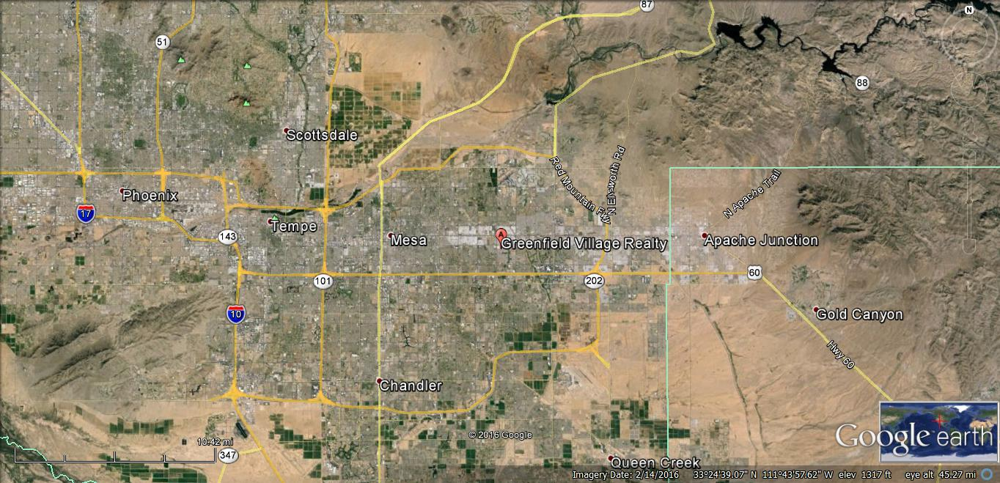 87
N
51
88
Scottsdale
Red Mountain Fwy
N Ellsworth Rd
N Apache Trail
Phoenix
17
Tempe
143
Mesa
A
Greenfield Village Realty
Apache Junction
60
101
202
10
Gold Canyon
Hwy 60
Chandler
© 2016 Google
Google earth
10.42 mi
347
Queen Creek
Imagery Date: 2/14/2016 33°24'39.07" N 111°43'57.62" W elev 1317 ft eye alt 45.27 mi